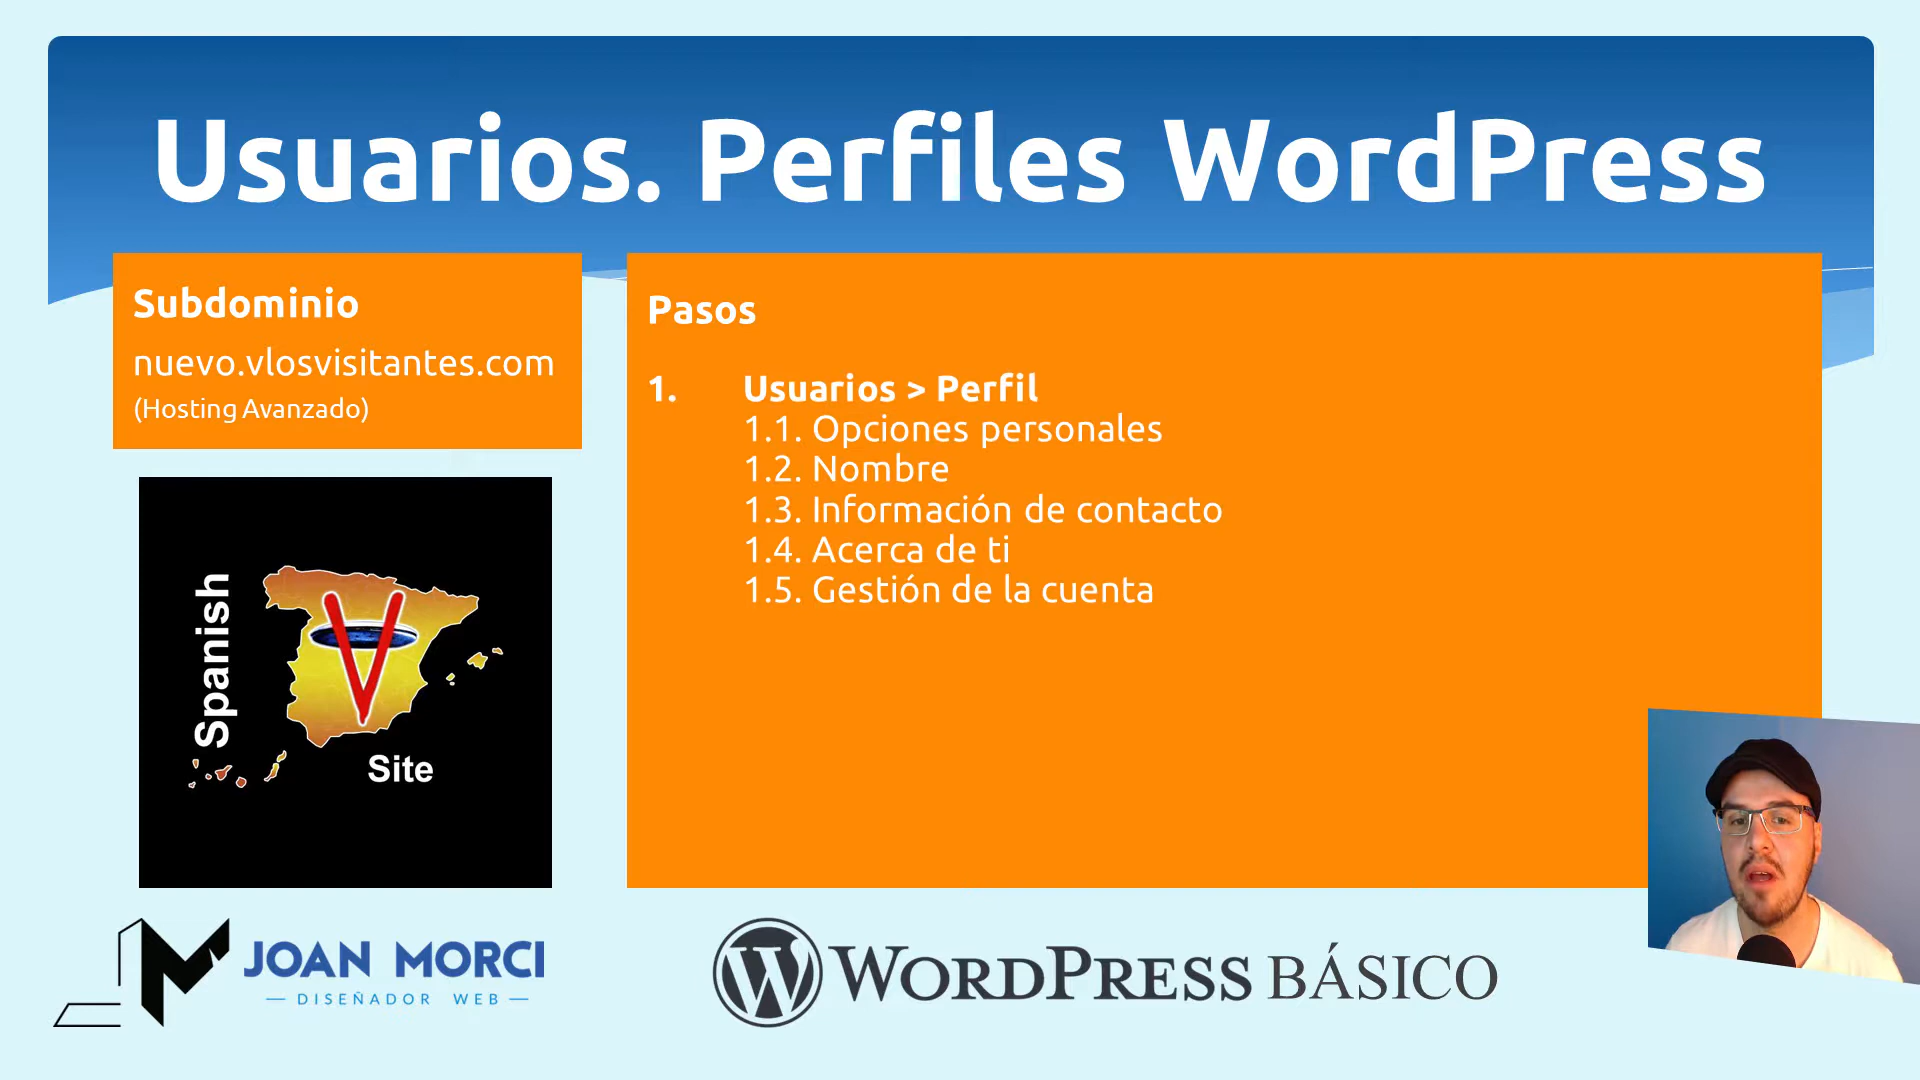 Usuarios. Perfiles WordPress
Subdominio
nuevo.vlosvisitantes.com
(Hosting Avanzado)
Spanish
V
Site
Pasos
1. Usuarios > Perfil
1.1. Opciones personales
1.2. Nombre
1.3. Información de contacto
1.4. Acerca de ti
1.5. Gestión de la cuenta
JOAN MORCI
— DISEÑADOR WEB —
W WORDPRESS BÁSICO